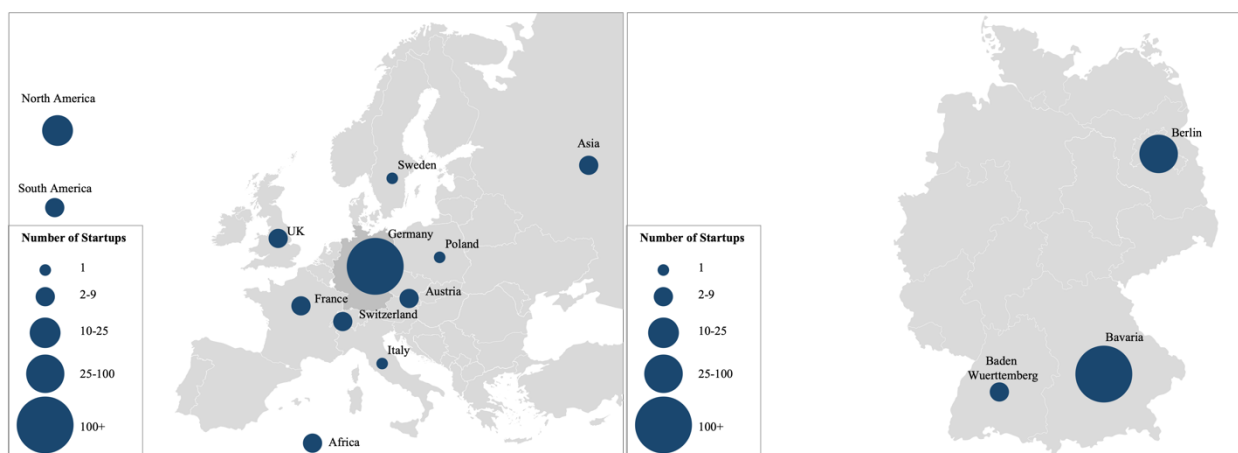 North America
South America
Asia
Sweden
UK
Germany
Poland
France
Austria
Switzerland
Italy
Africa
Number of Startups
1
2-9
10-25
25-100
100+
Berlin
Bavaria
Baden
Wuerttemberg
Number of Startups
1
2-9
10-25
25-100
100+